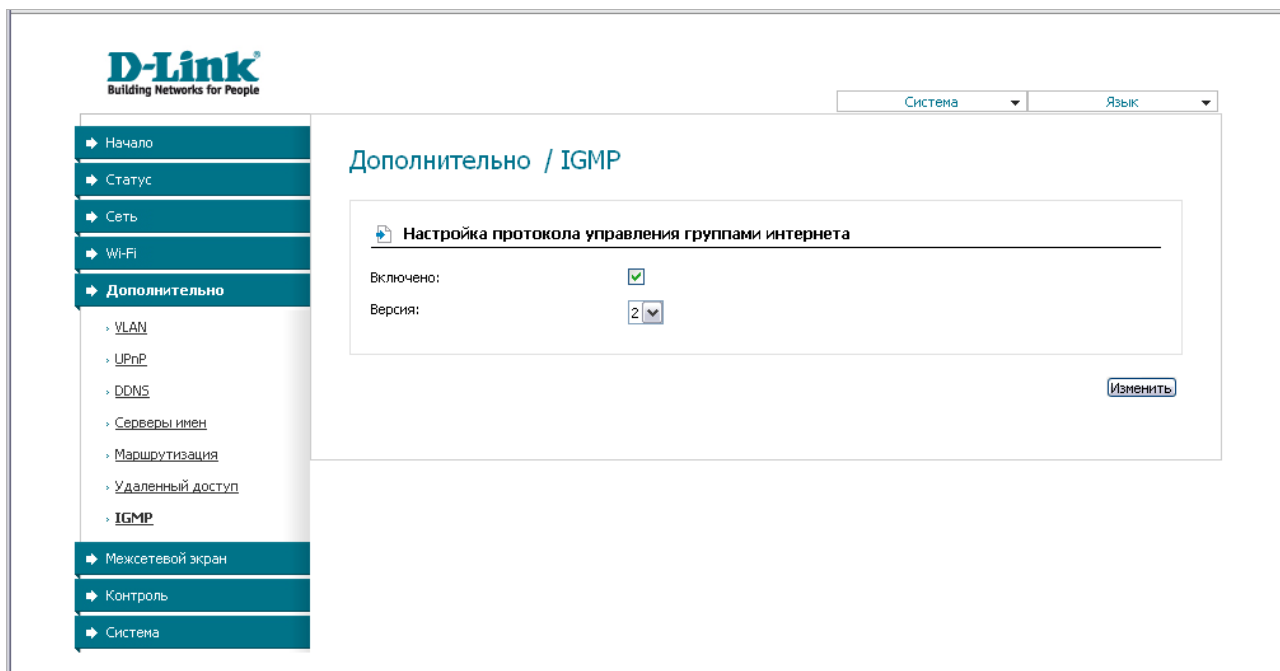 D-Link
Building Networks for People
Система
Язык
Начало
Статус
Сеть
Wi-Fi
Дополнительно
VLAN
UPnP
DDNS
Серверы имен
Маршрутизация
Удаленный доступ
IGMP
Межсетевой экран
Контроль
Система
Дополнительно / IGMP
Настройка протокола управления группами интернета
Включено:
Версия: 2
Изменить